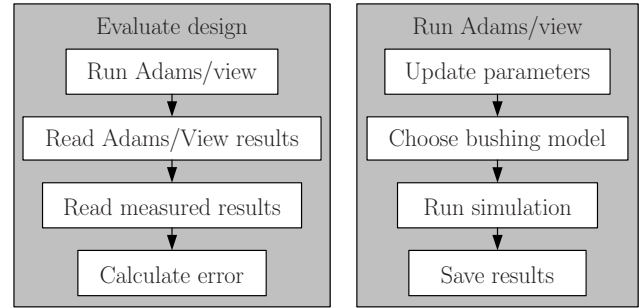 Evaluate design
Run Adams/view
Read Adams/View results
Read measured results
Calculate error
Run Adams/view
Update parameters
Choose bushing model
Run simulation
Save results